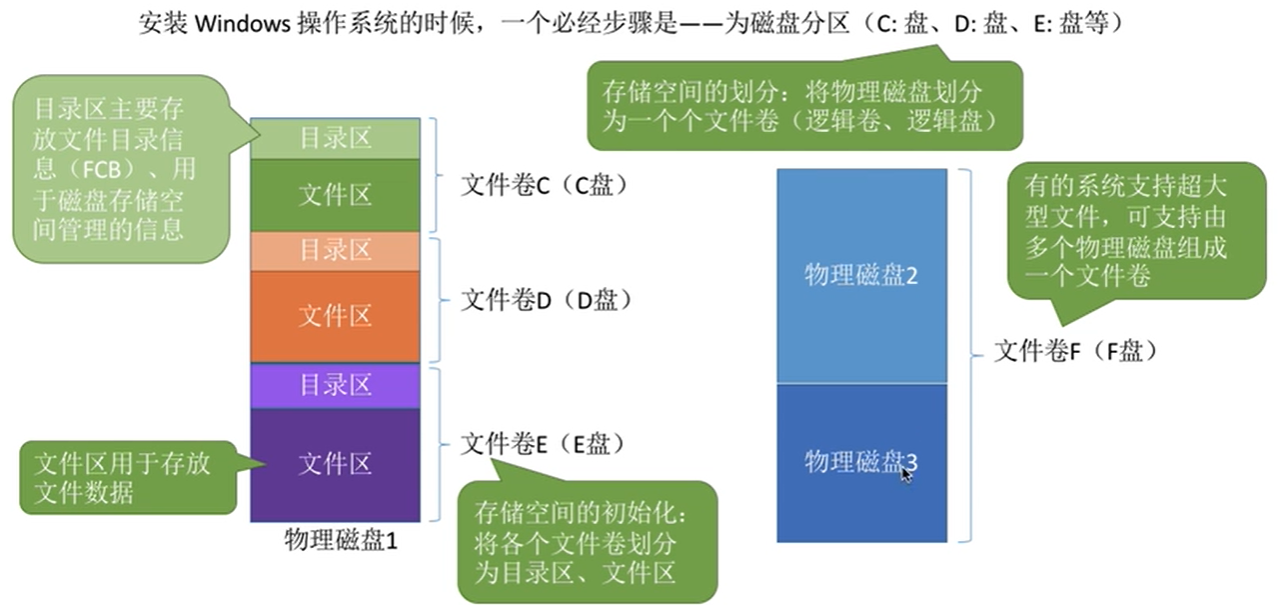 安装 Windows 操作系统的时候，一个必经步骤是——为磁盘分区（C: 盘、D: 盘、E: 盘等）
存储空间的划分：将物理磁盘划分
为一个个文件卷（逻辑卷、逻辑盘）
目录区主要存
放文件目录信
息（FCB）、用
于磁盘存储空
间管理的信息
目录区
文件区
文件卷C（C盘）
目录区
文件区
文件卷D（D盘）
目录区
文件区
文件卷E（E盘）
文件区用于存放
文件数据
物理磁盘1
存储空间的初始化：
将各个文件卷划分
为目录区、文件区
物理磁盘2
物理磁盘3
有的系统支持超大
型文件，可支持由
多个物理磁盘组成
一个文件卷
文件卷F（F盘）